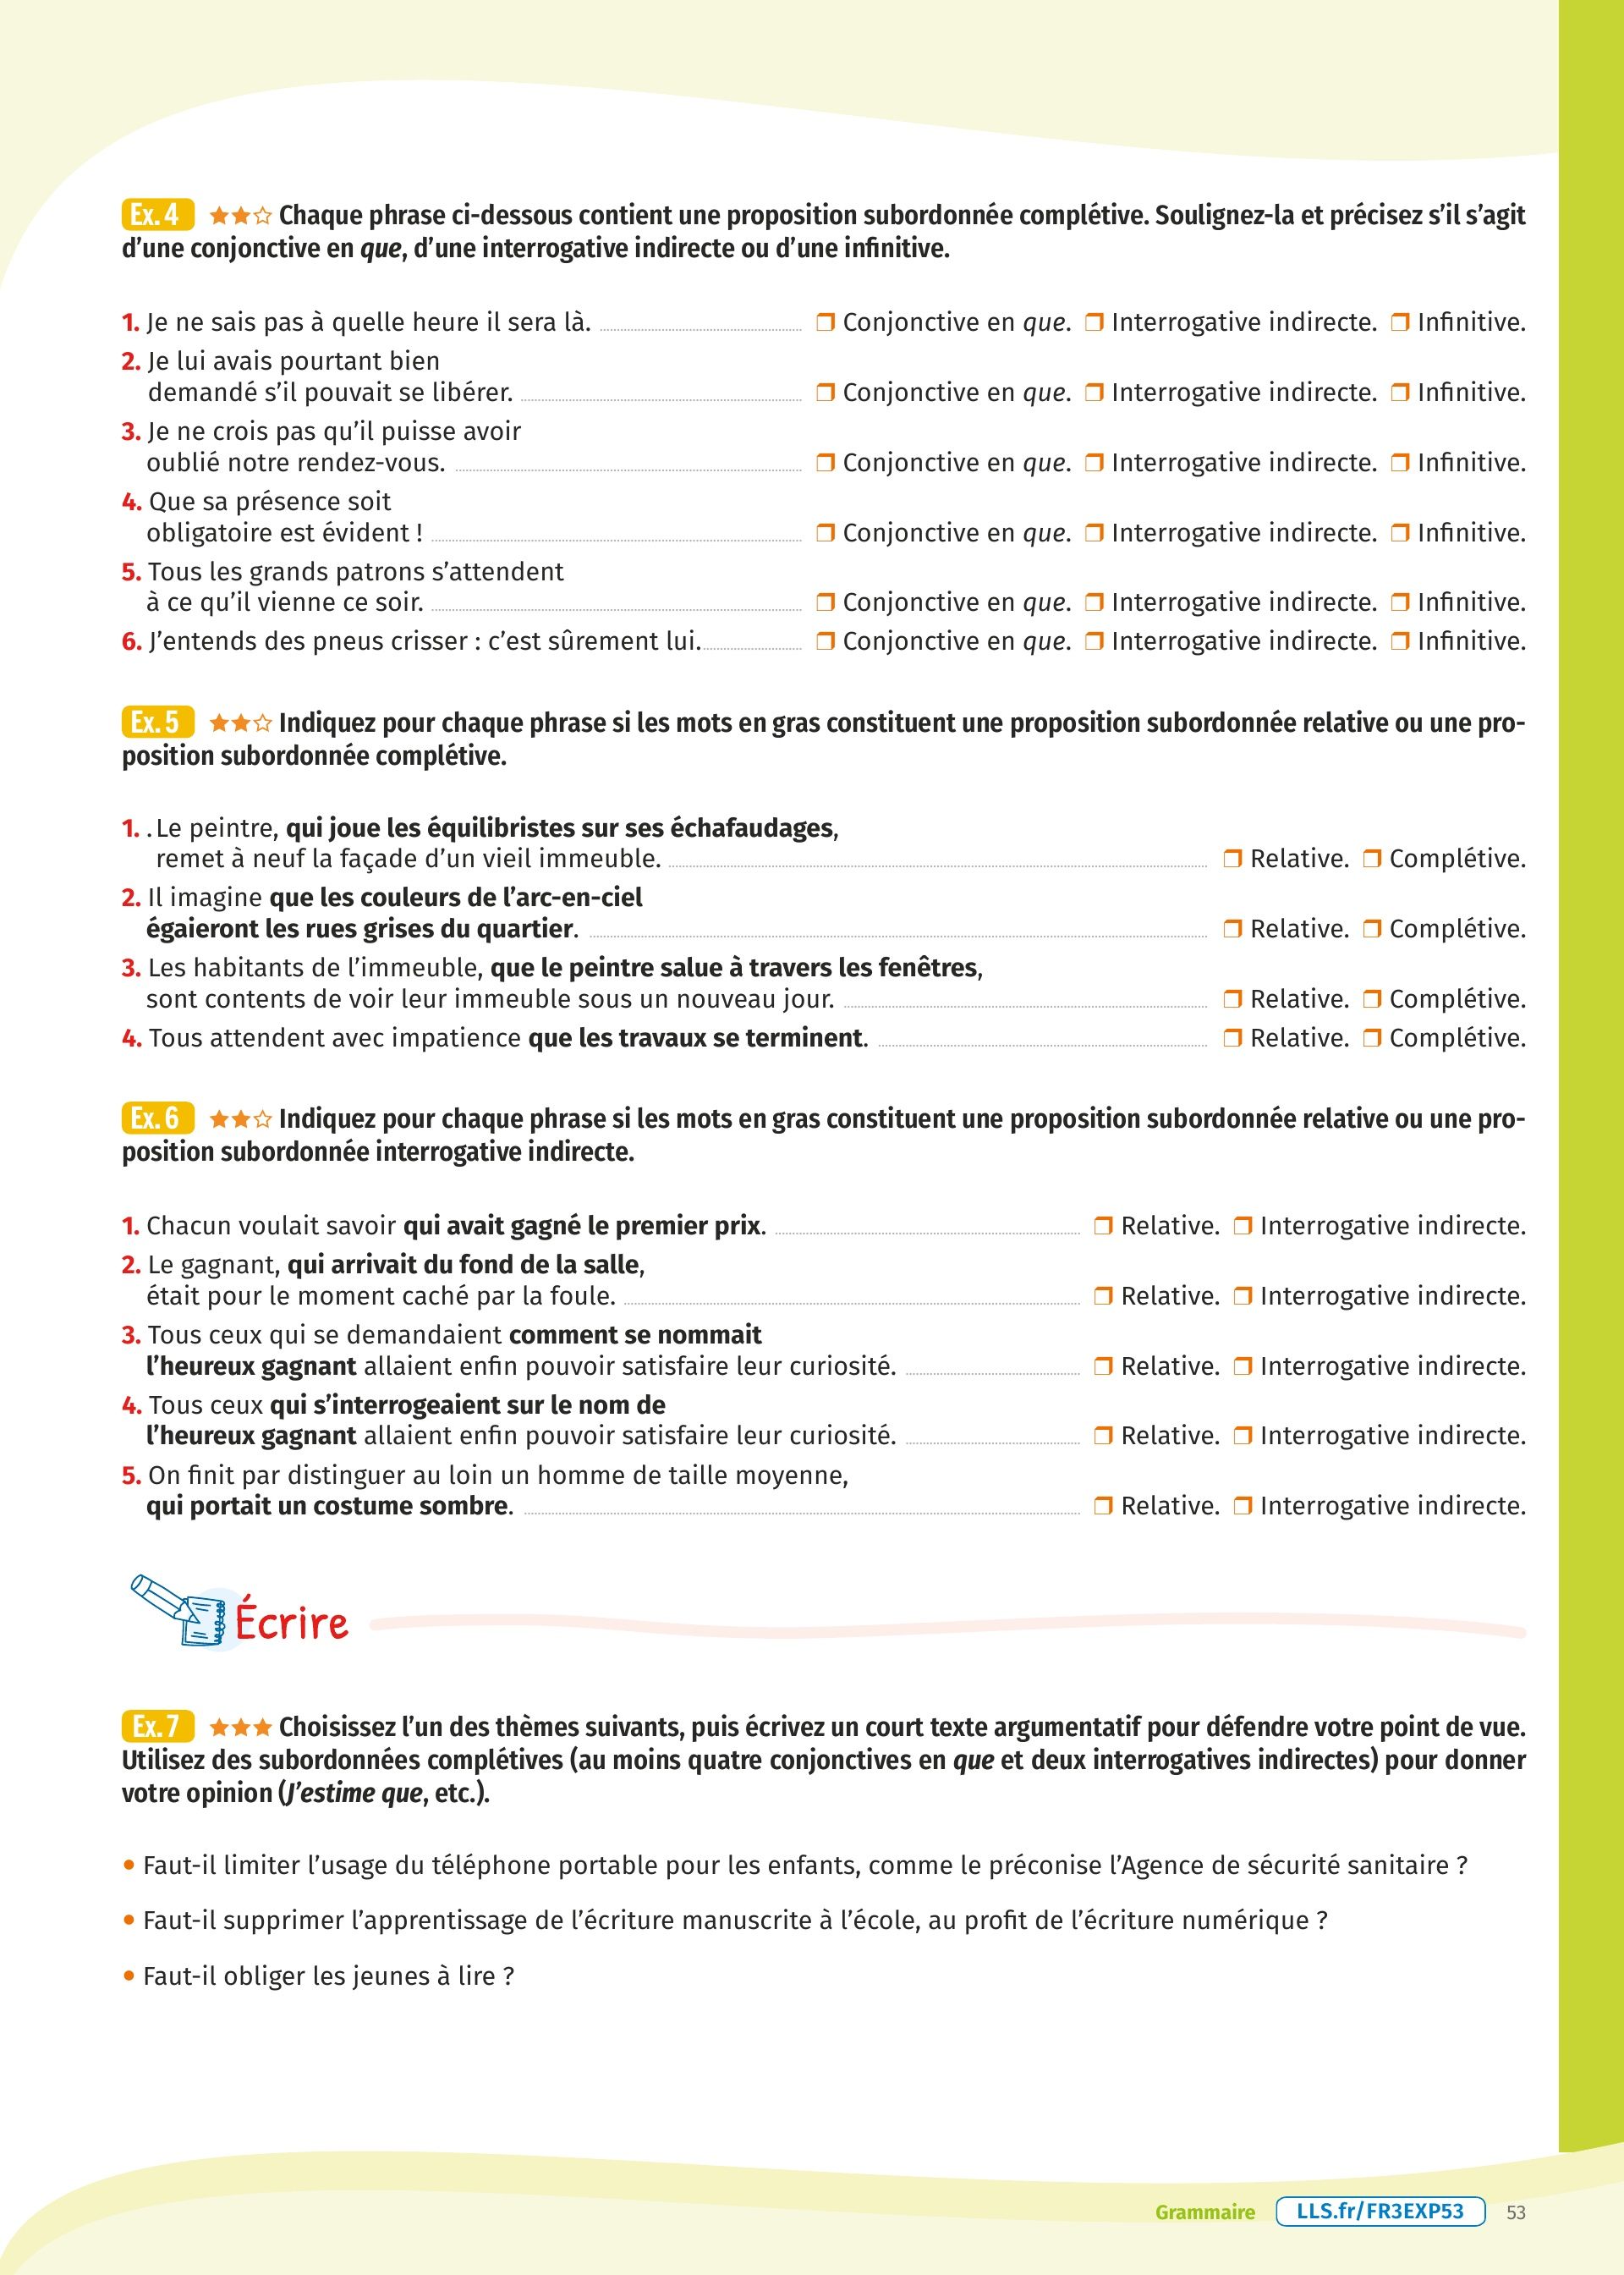 Ex. 4 ★★☆ Chaque phrase ci-dessous contient une proposition subordonnée complétive. Soulignez-la et précisez s’il s’agit
d’une conjonctive en que, d’une interrogative indirecte ou d’une infinitive.
1. Je ne sais pas à quelle heure il sera là. ❒ Conjonctive en que. ❒ Interrogative indirecte. ❒ Infinitive.
2. Je lui avais pourtant bien
demandé s’il pouvait se libérer. ❒ Conjonctive en que. ❒ Interrogative indirecte. ❒ Infinitive.
3. Je ne crois pas qu’il puisse avoir
oublié notre rendez-vous. ❒ Conjonctive en que. ❒ Interrogative indirecte. ❒ Infinitive.
4. Que sa présence soit
obligatoire est évident ! ❒ Conjonctive en que. ❒ Interrogative indirecte. ❒ Infinitive.
5. Tous les grands patrons s’attendent
à ce qu’il vienne ce soir. ❒ Conjonctive en que. ❒ Interrogative indirecte. ❒ Infinitive.
6. J’entends des pneus crisser : c’est sûrement lui. ❒ Conjonctive en que. ❒ Interrogative indirecte. ❒ Infinitive.
Ex. 5 ★★☆ Indiquez pour chaque phrase si les mots en gras constituent une proposition subordonnée relative ou une pro-
position subordonnée complétive.
1. . Le peintre, qui joue les équilibristes sur ses échafaudages,
remet à neuf la façade d’un vieil immeuble. ❒ Relative. ❒ Complétive.
2. Il imagine que les couleurs de l’arc-en-ciel
égaieront les rues grises du quartier. ❒ Relative. ❒ Complétive.
3. Les habitants de l’immeuble, que le peintre salue à travers les fenêtres,
sont contents de voir leur immeuble sous un nouveau jour. ❒ Relative. ❒ Complétive.
4. Tous attendent avec impatience que les travaux se terminent. ❒ Relative. ❒ Complétive.
Ex. 6 ★★☆ Indiquez pour chaque phrase si les mots en gras constituent une proposition subordonnée relative ou une pro-
position subordonnée interrogative indirecte.
1. Chacun voulait savoir qui avait gagné le premier prix. ❒ Relative. ❒ Interrogative indirecte.
2. Le gagnant, qui arrivait du fond de la salle,
était pour le moment caché par la foule. ❒ Relative. ❒ Interrogative indirecte.
3. Tous ceux qui se demandaient comment se nommait
l’heureux gagnant allaient enfin pouvoir satisfaire leur curiosité. ❒ Relative. ❒ Interrogative indirecte.
4. Tous ceux qui s’interrogeaient sur le nom de
l’heureux gagnant allaient enfin pouvoir satisfaire leur curiosité. ❒ Relative. ❒ Interrogative indirecte.
5. On finit par distinguer au loin un homme de taille moyenne,
qui portait un costume sombre. ❒ Relative. ❒ Interrogative indirecte.
Écrire
Ex. 7 ★★★ Choisissez l’un des thèmes suivants, puis écrivez un court texte argumentatif pour défendre votre point de vue.
Utilisez des subordonnées complétives (au moins quatre conjonctives en que et deux interrogatives indirectes) pour donner
votre opinion (J’estime que, etc.).
• Faut-il limiter l’usage du téléphone portable pour les enfants, comme le préconise l’Agence de sécurité sanitaire ?
• Faut-il supprimer l’apprentissage de l’écriture manuscrite à l’école, au profit de l’écriture numérique ?
• Faut-il obliger les jeunes à lire ?
Grammaire LLS.fr/FR3EXP53 53